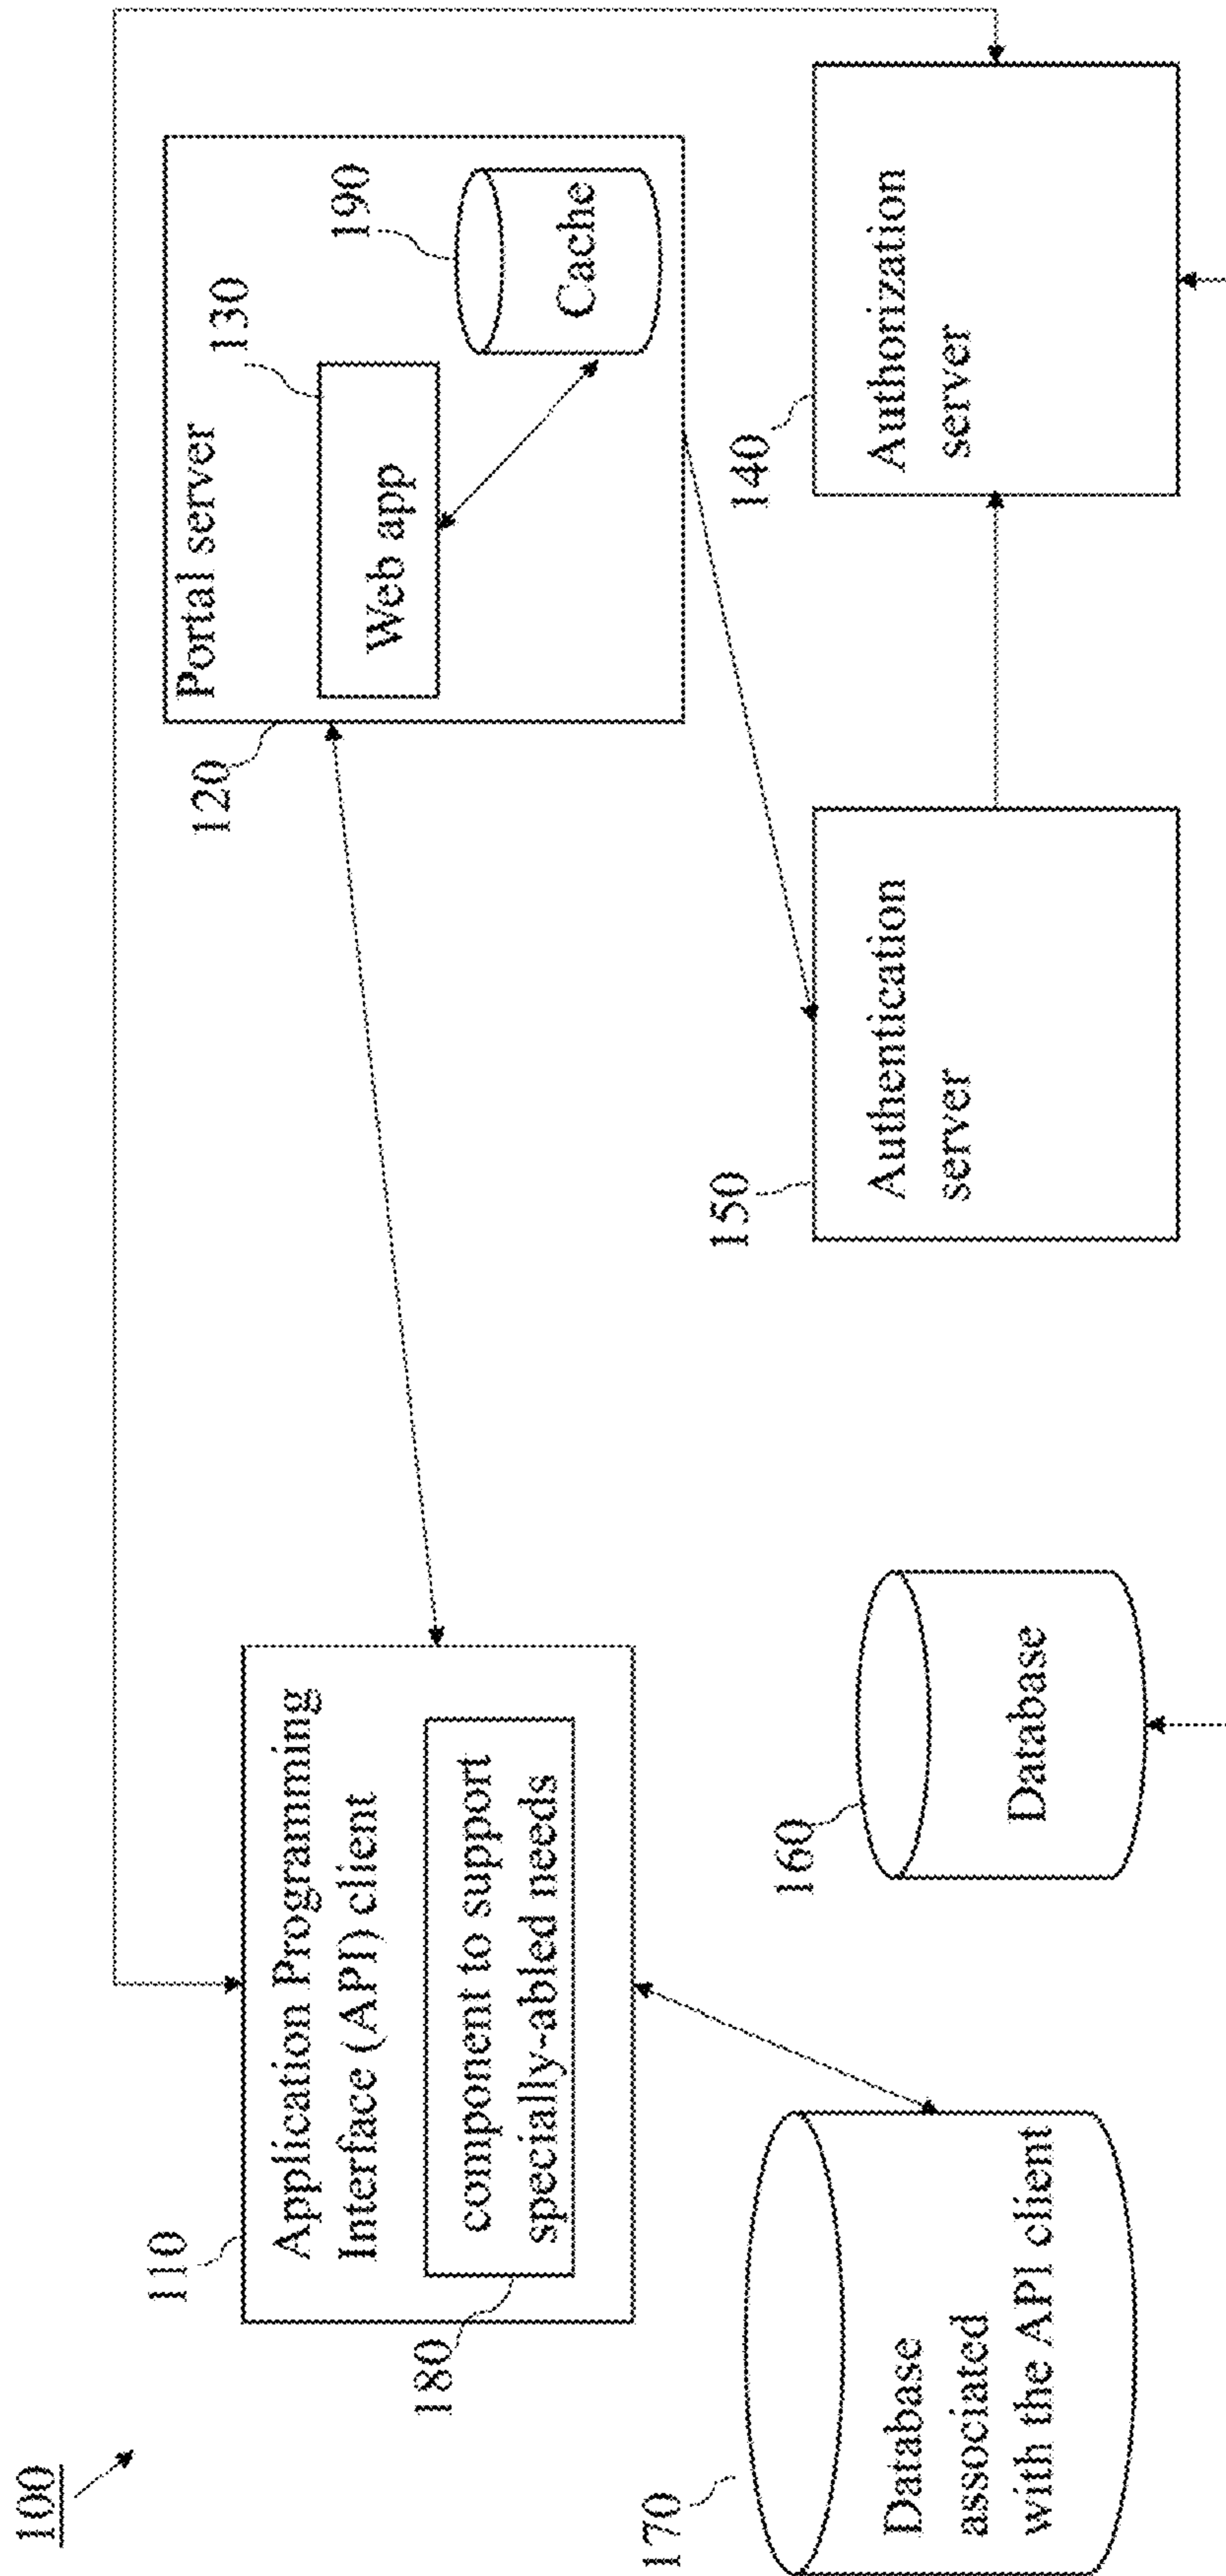 100
110
Application Programming
Interface (API) client
180
component to support
specially-abled needs
120
Portal server
130
Web app
190
Cache
170
Database
associated
with the API client
160
Database
150
Authentication
server
140
Authorization
server